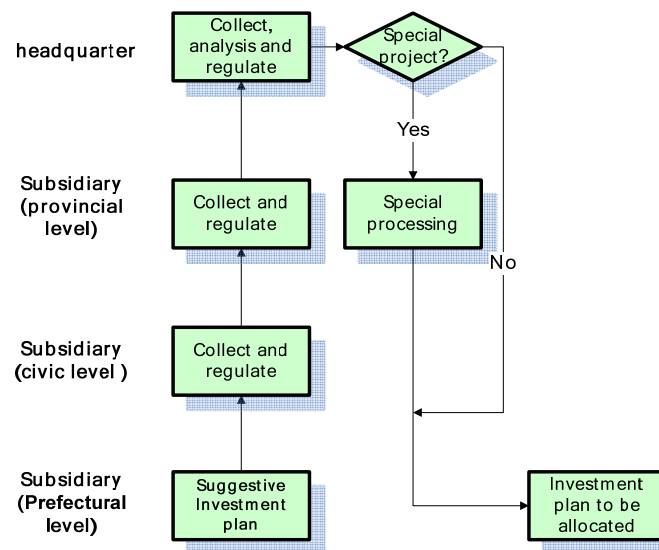 headquarter
Collect,
analysis and
regulate
Special
project?
Yes
Subsidiary
(provincial
level)
Collect and
regulate
Special
processing
No
Subsidiary
(civic level )
Collect and
regulate
Subsidiary
(Prefectural
level)
Suggestive
Investment
plan
Investment
plan to be
allocated